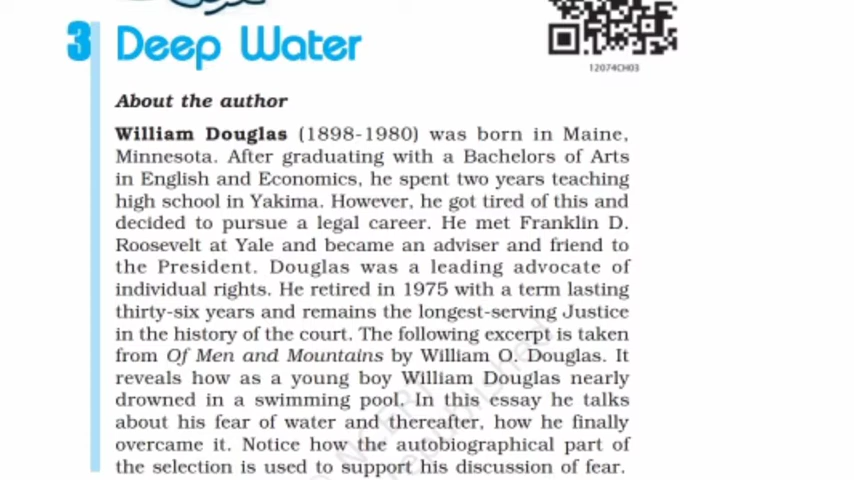 3 Deep Water
12074CH03
About the author
William Douglas (1898-1980) was born in Maine,
Minnesota. After graduating with a Bachelors of Arts
in English and Economics, he spent two years teaching
high school in Yakima. However, he got tired of this and
decided to pursue a legal career. He met Franklin D.
Roosevelt at Yale and became an adviser and friend to
the President. Douglas was a leading advocate of
individual rights. He retired in 1975 with a term lasting
thirty-six years and remains the longest-serving Justice
in the history of the court. The following excerpt is taken
from Of Men and Mountains by William O. Douglas. It
reveals how as a young boy William Douglas nearly
drowned in a swimming pool. In this essay he talks
about his fear of water and thereafter, how he finally
overcame it. Notice how the autobiographical part of
the selection is used to support his discussion of fear.
© NCERT
republished